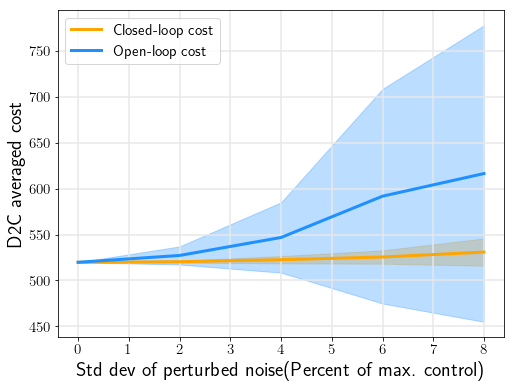 Closed-loop cost
Open-loop cost
D2C averaged cost
750
700
650
600
550
500
450
0 1 2 3 4 5 6 7 8
Std dev of perturbed noise(Percent of max. control)